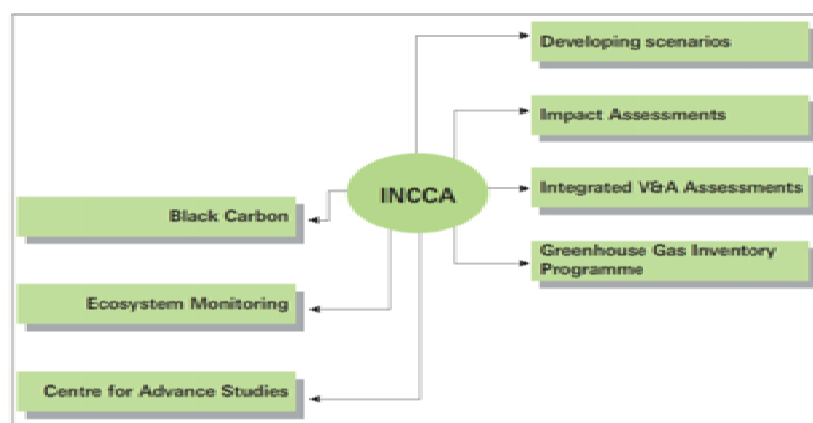 Developing scenarios
Impact Assessments
INCCA
Integrated V&A Assessments
Black Carbon
Greenhouse Gas Inventory
Programme
Ecosystem Monitoring
Centre for Advance Studies